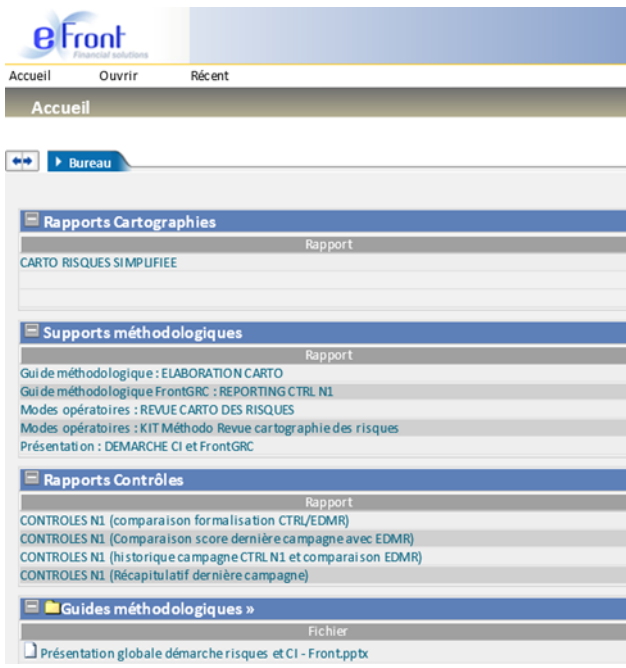 eFront
Financial solutions
Accueil Ouvrir Récent
Accueil
Bureau
Rapports Cartographies
Rapport
CARTO RISQUES SIMPLIFIEE
Supports méthodologiques
Rapport
Guide méthodologique : ELABORATION CARTO
Guide méthodologique FrontGRC : REPORTING CTRL N1
Modes opératoires : REVUE CARTO DES RISQUES
Modes opératoires : KIT Méthodo Revue cartographie des risques
Présentation : DEMARCHE CI et FrontGRC
Rapports Contrôles
Rapport
CONTROLES N1 (comparaison formalisation CTRL/EDMR)
CONTROLES N1 (Comparaison score dernière campagne avec EDMR)
CONTROLES N1 (historique campagne CTRL N1 et comparaison EDMR)
CONTROLES N1 (Récapitulatif dernière campagne)
Guides méthodologiques »
Fichier
Présentation globale démarche risques et CI - Front.pptx